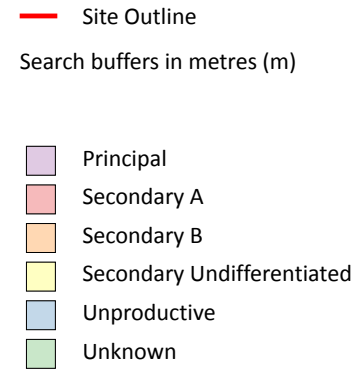 Site Outline
Search buffers in metres (m)
Principal
Secondary A
Secondary B
Secondary Undifferentiated
Unproductive
Unknown